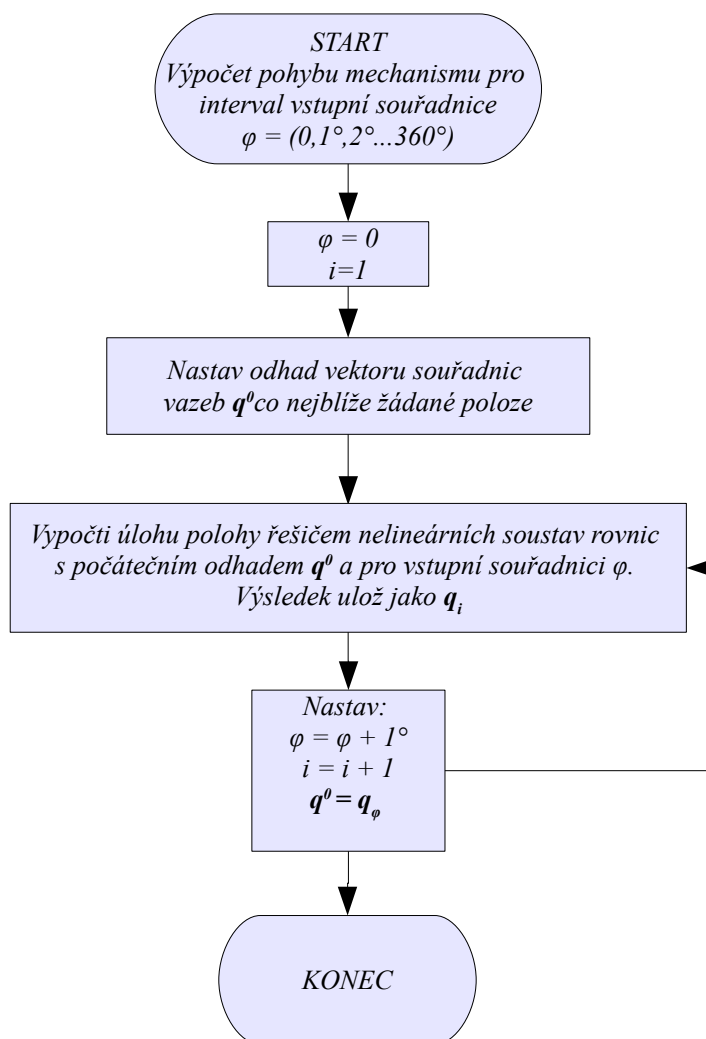 START
Výpočet pohybu mechanismu pro
interval vstupní souřadnice
φ = (0,1°,2°...360°)
φ = 0
i=1
Nastav odhad vektoru souřadnic
vazeb q⁰co nejblíže žádané poloze
Vypočti úlohu polohy řešičem nelineárních soustav rovnic
s počátečním odhadem q⁰ a pro vstupní souřadnici φ.
Výsledek ulož jako qᵢ
Nastav:
φ = φ + 1°
i = i + 1
q⁰ = qᵩ
KONEC